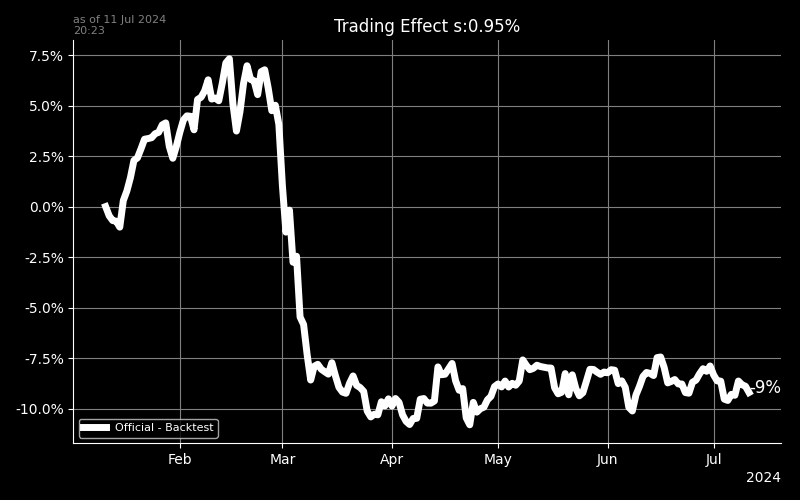 as of 11 Jul 2024
20:23
Trading Effect s:0.95%
7.5%
5.0%
2.5%
0.0%
-2.5%
-5.0%
-7.5%
-10.0%
-9%
Official - Backtest
Feb Mar Apr May Jun Jul
2024